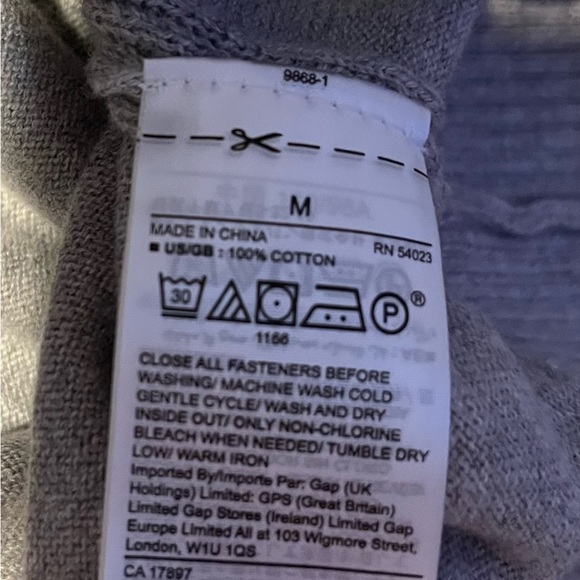 9868-1
M
MADE IN CHINA
RN 54023
■ US/GB : 100% COTTON
30
P
®
1166
CLOSE ALL FASTENERS BEFORE
WASHING/ MACHINE WASH COLD
GENTLE CYCLE/ WASH AND DRY
INSIDE OUT/ ONLY NON-CHLORINE
BLEACH WHEN NEEDED/ TUMBLE DRY
LOW/ WARM IRON
Imported By/Importe Par: Gap (UK
Holdings) Limited: GPS (Great Britain)
Limited Gap Stores (Ireland) Limited Gap
Europe Limited All at 103 Wigmore Street,
London, W1U 1QS
CA 17897